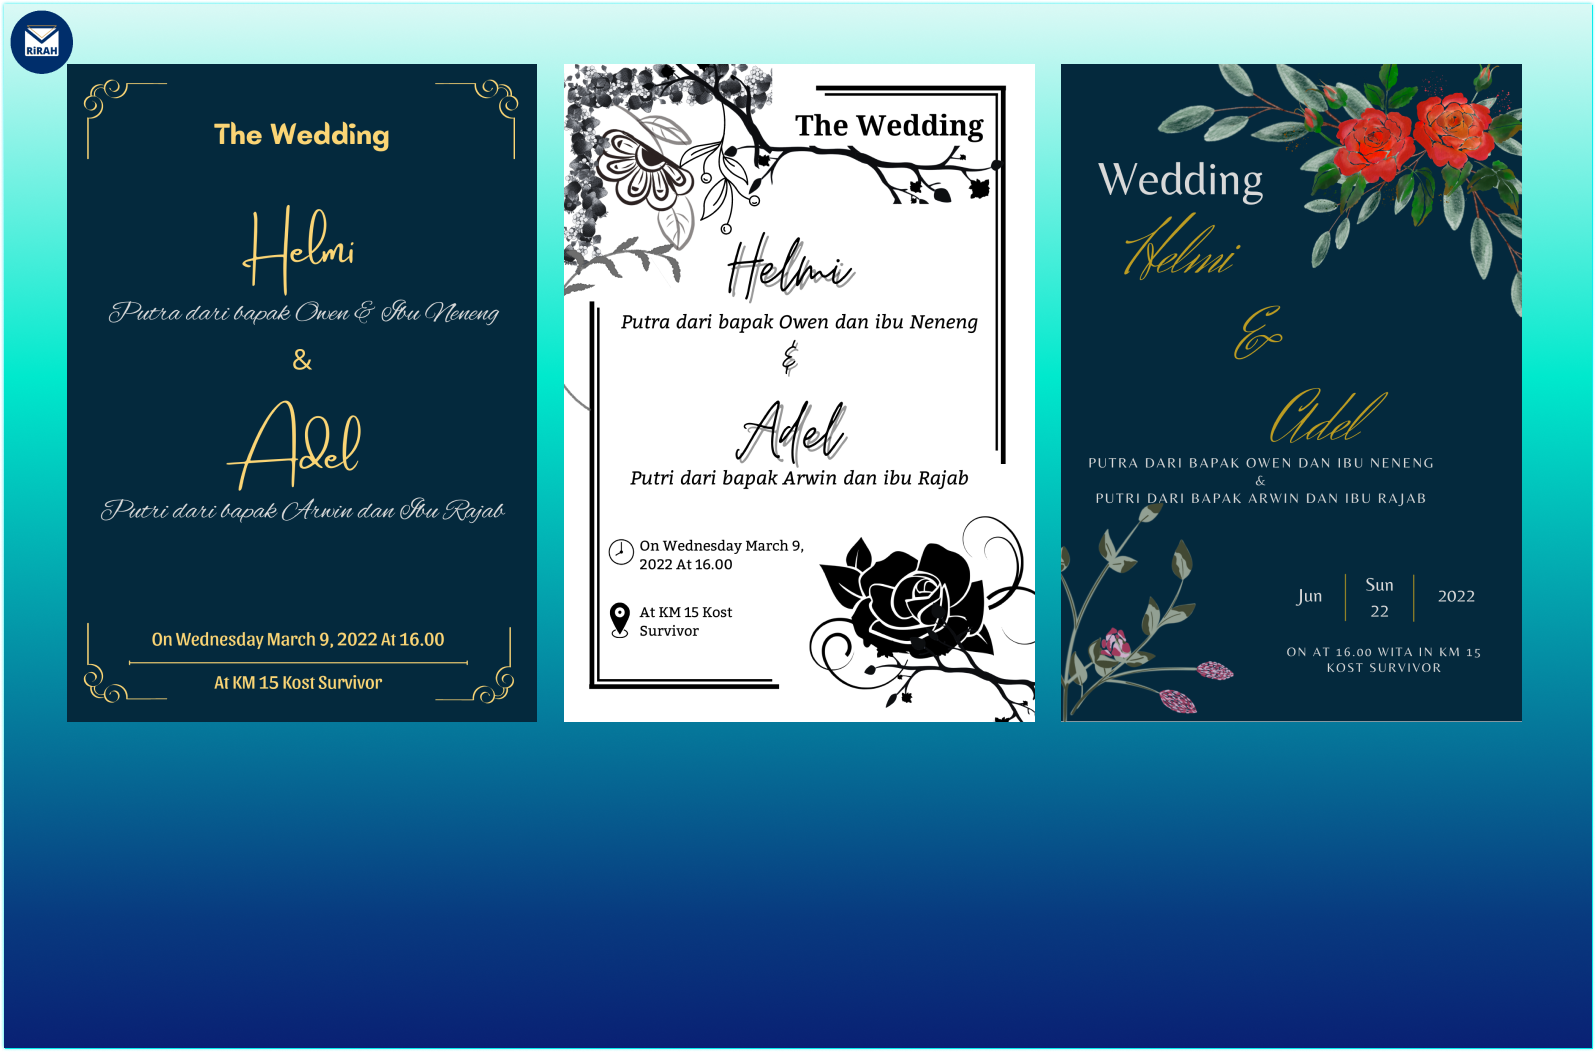 RiRAH
The Wedding
Helmi
Putra dari bapak Owen & Ibu Neneng
&
Adel
Putri dari bapak Arwin dan Ibu Rajab
On Wednesday March 9, 2022 At 16.00
At KM 15 Kost Survivor
The Wedding
Helmi
Putra dari bapak Owen dan ibu Neneng
&
Adel
Putri dari bapak Arwin dan ibu Rajab
On Wednesday March 9,
2022 At 16.00
At KM 15 Kost
Survivor
Wedding
Helmi
&
Adel
PUTRA DARI BAPAK OWEN DAN IBU NENENG
&
PUTRI DARI BAPAK ARWIN DAN IBU RAJAB
Jun
Sun
22
2022
ON AT 16.00 WITA IN KM 15
KOST SURVIVOR